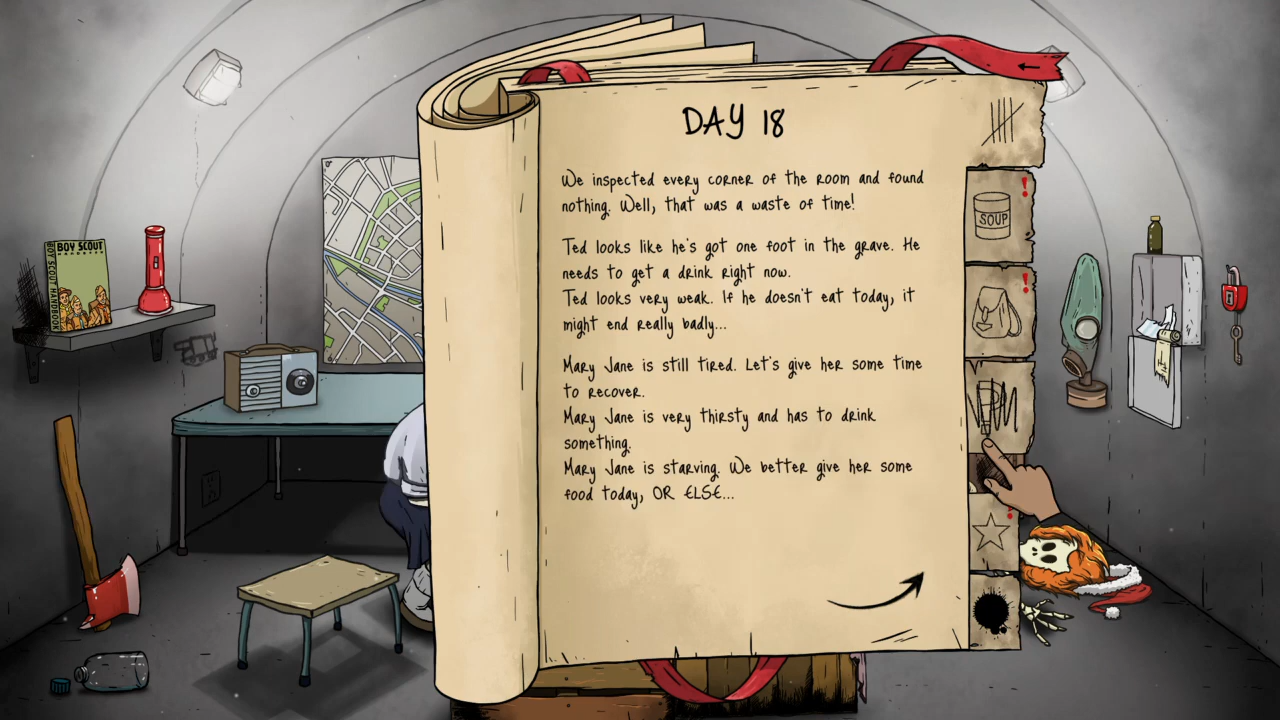 DAY 18
We inspected every corner of the room and found
nothing. Well, that was a waste of time!
Ted looks like he's got one foot in the grave. He
needs to get a drink right now.
Ted looks very weak. If he doesn't eat today, it
might end really badly...
Mary Jane is still tired. Let's give her some time
to recover.
Mary Jane is very thirsty and has to drink
something.
Mary Jane is starving. We better give her some
food today, OR ELSE...
!
SOUP
!
BOY SCOUT
HANDBOOK
BOY SCOUT HANDBOOK